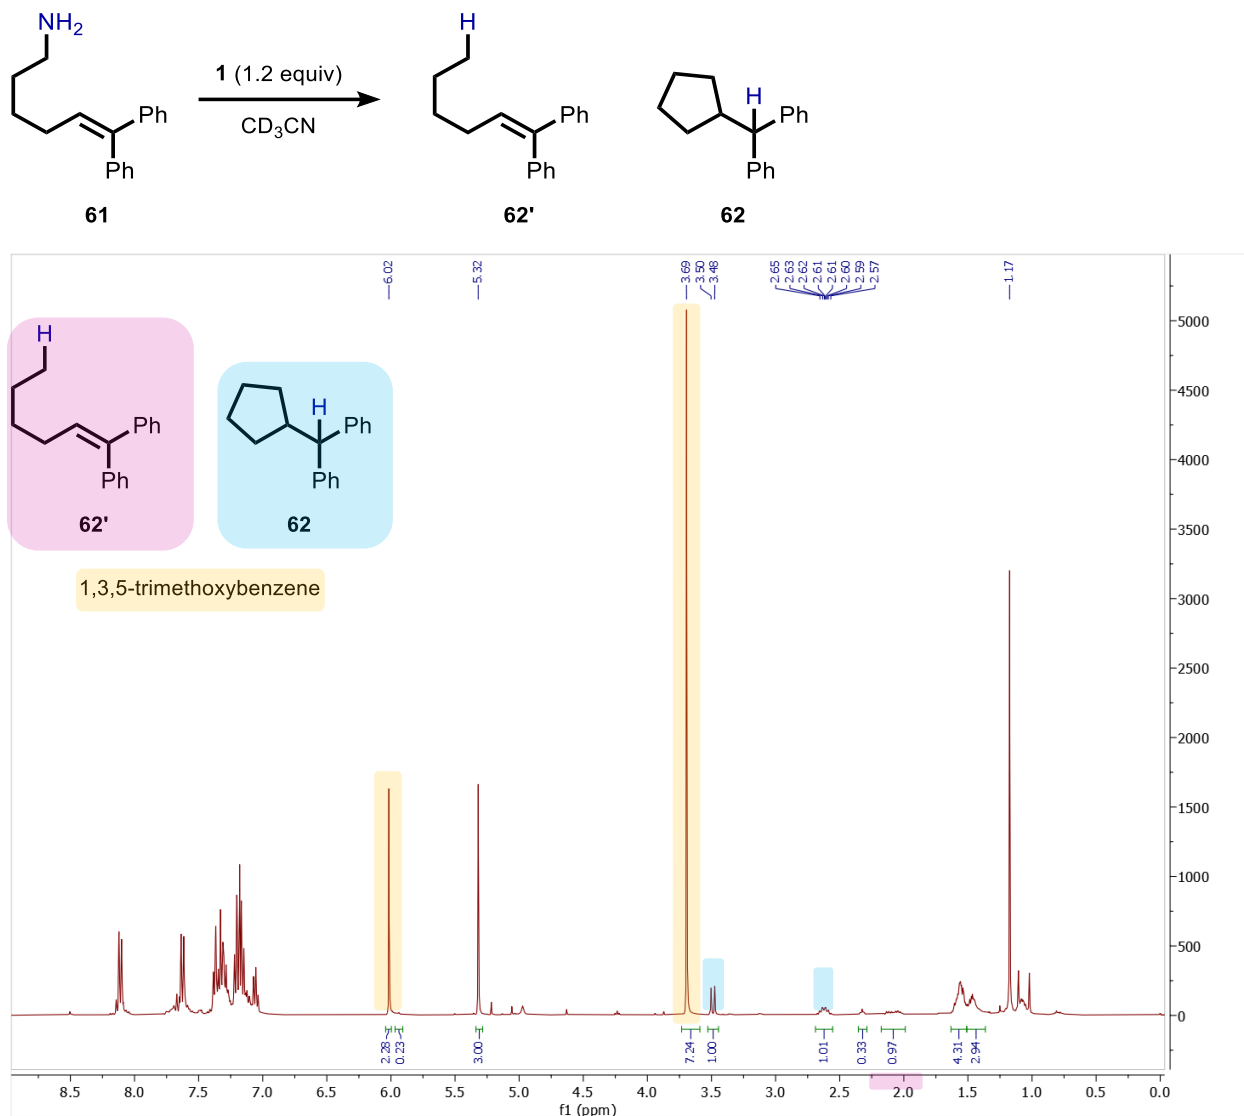 NH2
H
1 (1.2 equiv)
CD3CN
Ph
Ph
Ph
Ph
H
Ph
Ph
61
62'
62
6.02
5.32
3.69
3.50
3.48
2.65
2.63
2.62
2.61
2.61
2.60
2.59
2.57
1.17
H
Ph
Ph
62'
H
Ph
Ph
62
1,3,5-trimethoxybenzene
5000
4500
4000
3500
3000
2500
2000
1500
1000
500
0
2.28
0.23
3.00
7.24
1.00
1.01
0.33
0.97
4.31
2.94
8.5 8.0 7.5 7.0 6.5 6.0 5.5 5.0 4.5 4.0 3.5 3.0 2.5 2.0 1.5 1.0 0.5 0.0
f1 (ppm)